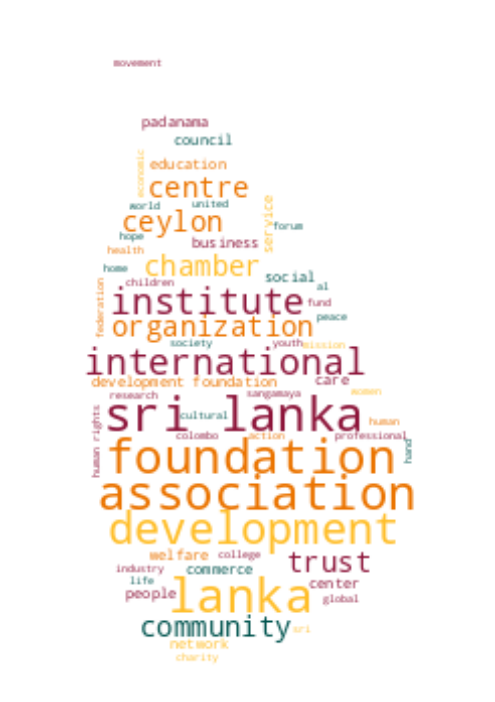 movement
padanama
council
economic
education
centre
world
united
service
ceylon
forum
hope
business
health
chamber
home
social
children
al
federation
institute
fund
organization
peace
society
youth
mission
international
development foundation
care
research
sangamaya
women
sri lanka
cultural
human
human rights
colombo
action
professional
hand
foundation
association
development
welfare
college
trust
industry
commerce
life
center
people
lanka
global
community
sri
network
charity